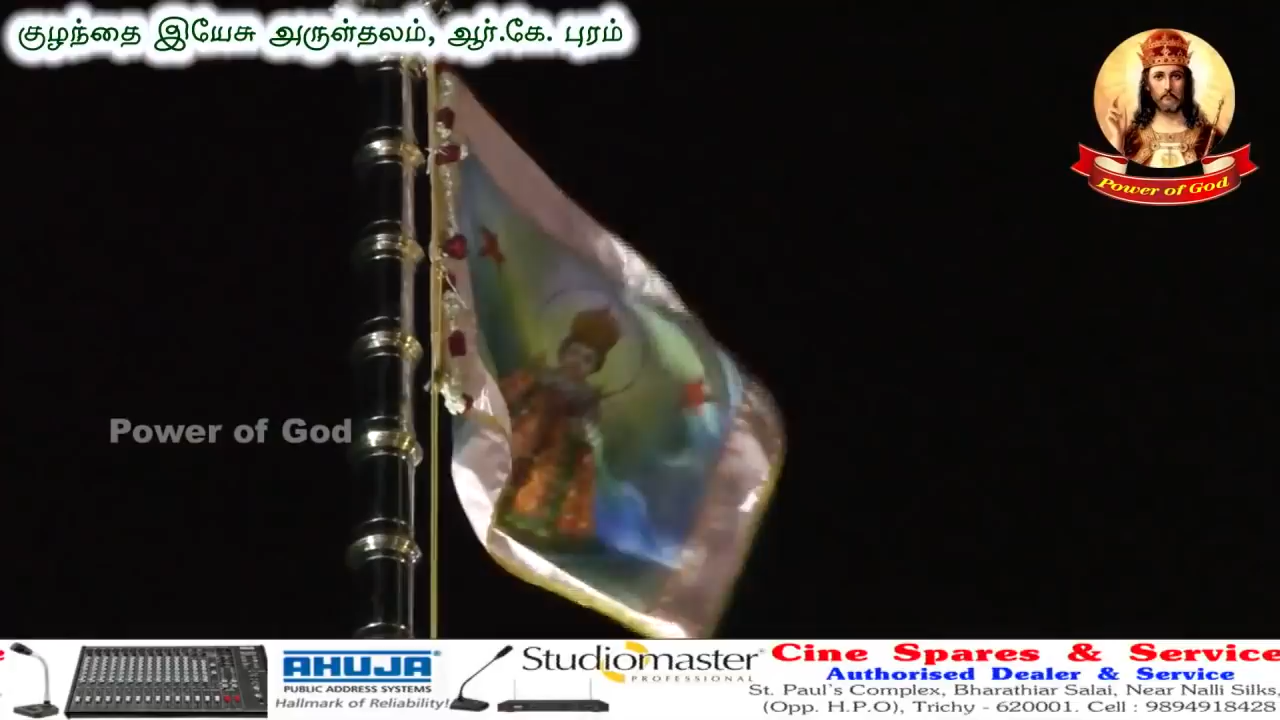 குழந்தை இயேசு அருள்தலம், ஆர்.கே. புரம்
Power of God
Power of God
AHUJA
PUBLIC ADDRESS SYSTEMS
Hallmark of Reliability!
Studiomaster
PROFESSIONAL
Cine Spares & Service
Authorised Dealer & Service
St. Paul's Complex, Bharathiar Salai, Near Nalli Silks,
(Opp. H.P.O), Trichy - 620001. Cell : 9894918428